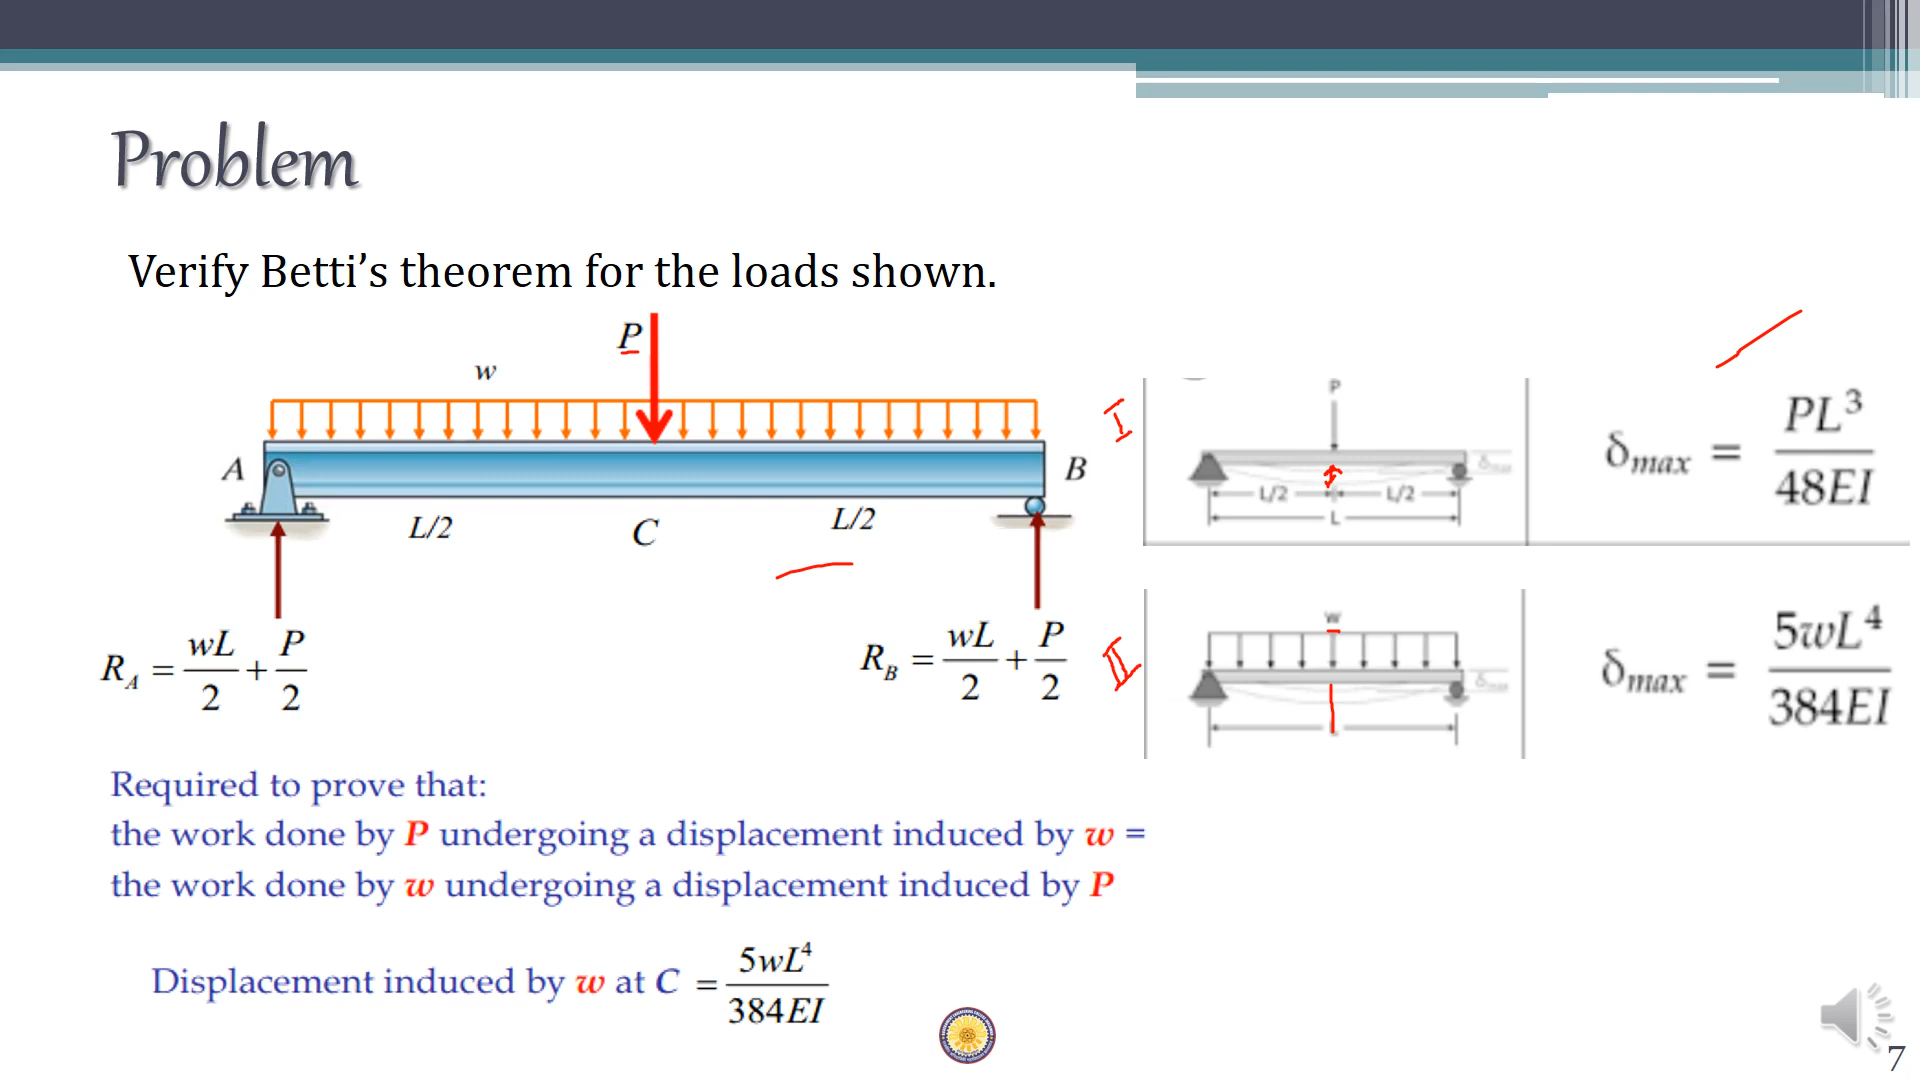 Problem
Verify Betti’s theorem for the loads shown.
P
w
A
B
L/2
C
L/2
R_A = wL/2 + P/2
R_B = wL/2 + P/2
I
P
L/2
L/2
L
δmax = PL³/48EI
II
w
δmax = 5wL⁴/384EI
Required to prove that:
the work done by P undergoing a displacement induced by w =
the work done by w undergoing a displacement induced by P
Displacement induced by w at C = 5wL⁴/384EI
7